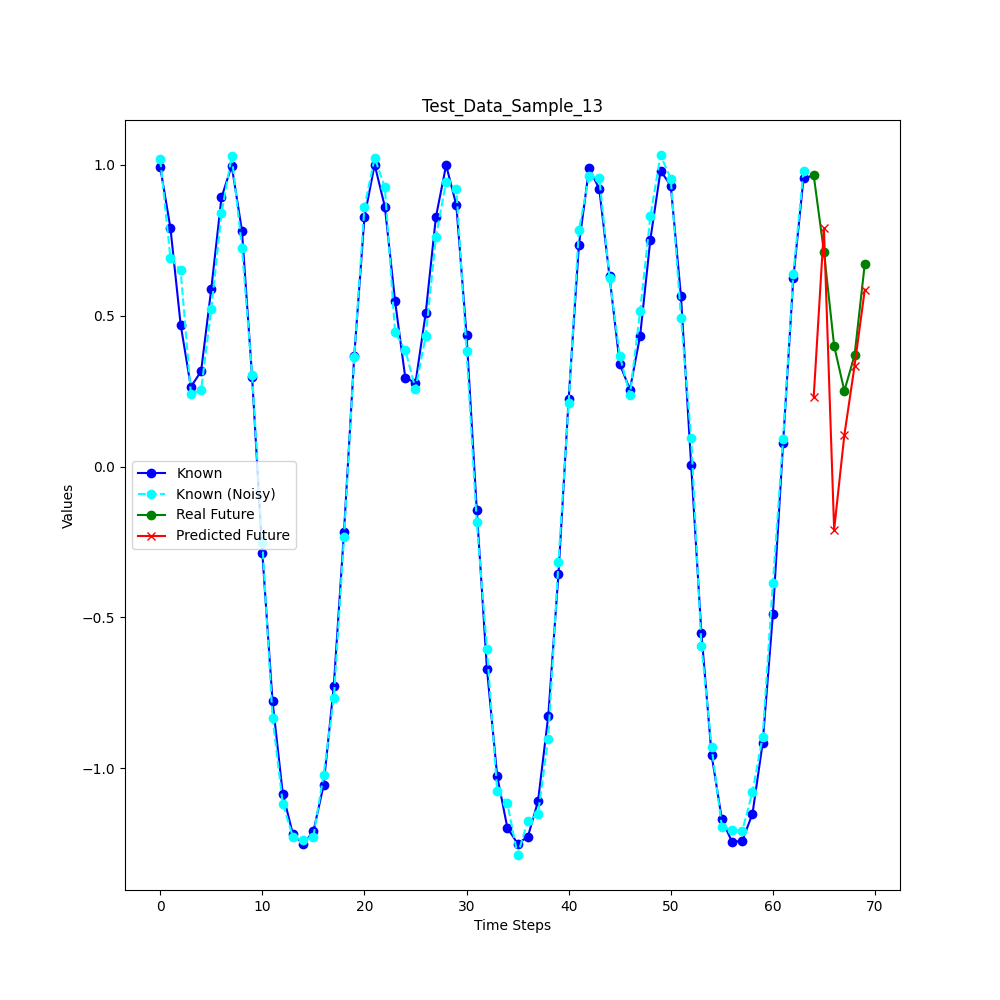 Test_Data_Sample_13
1.0
0.5
0.0
−0.5
−1.0
Values
Known
Known (Noisy)
Real Future
Predicted Future
0 10 20 30 40 50 60 70
Time Steps